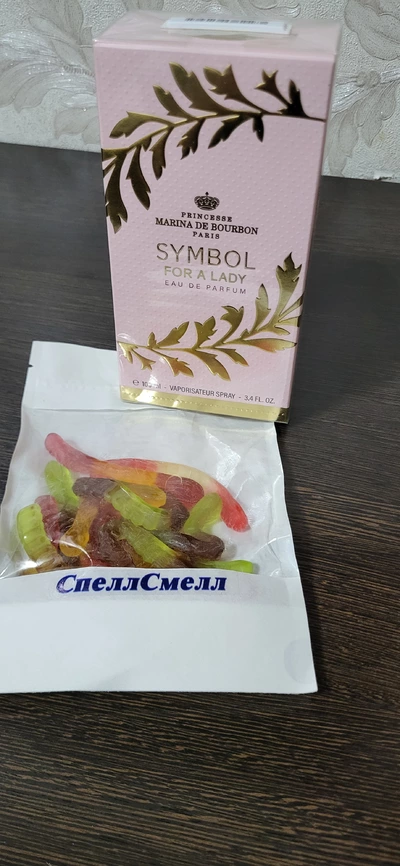 PRINCESSE
MARINA DE BOURBON
PARIS
SYMBOL
FOR A LADY
EAU DE PARFUM
VAPORISATEUR SPRAY - 3.4 FL. OZ.
СпеллСмелл